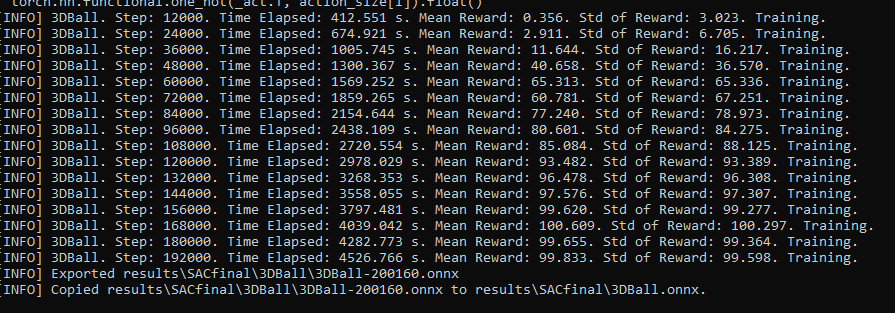 torch.nn.functional.one_hot(_act.T, action_size[i]).float()
[INFO] 3DBall. Step: 12000. Time Elapsed: 412.551 s. Mean Reward: 0.356. Std of Reward: 3.023. Training.
[INFO] 3DBall. Step: 24000. Time Elapsed: 674.921 s. Mean Reward: 2.911. Std of Reward: 6.705. Training.
[INFO] 3DBall. Step: 36000. Time Elapsed: 1005.745 s. Mean Reward: 11.644. Std of Reward: 16.217. Training.
[INFO] 3DBall. Step: 48000. Time Elapsed: 1300.367 s. Mean Reward: 40.658. Std of Reward: 36.570. Training.
[INFO] 3DBall. Step: 60000. Time Elapsed: 1569.252 s. Mean Reward: 65.313. Std of Reward: 65.336. Training.
[INFO] 3DBall. Step: 72000. Time Elapsed: 1859.265 s. Mean Reward: 60.781. Std of Reward: 67.251. Training.
[INFO] 3DBall. Step: 84000. Time Elapsed: 2154.644 s. Mean Reward: 77.240. Std of Reward: 78.973. Training.
[INFO] 3DBall. Step: 96000. Time Elapsed: 2438.109 s. Mean Reward: 80.601. Std of Reward: 84.275. Training.
[INFO] 3DBall. Step: 108000. Time Elapsed: 2720.554 s. Mean Reward: 85.084. Std of Reward: 88.125. Training.
[INFO] 3DBall. Step: 120000. Time Elapsed: 2978.029 s. Mean Reward: 93.482. Std of Reward: 93.389. Training.
[INFO] 3DBall. Step: 132000. Time Elapsed: 3268.353 s. Mean Reward: 96.478. Std of Reward: 96.308. Training.
[INFO] 3DBall. Step: 144000. Time Elapsed: 3558.055 s. Mean Reward: 97.576. Std of Reward: 97.307. Training.
[INFO] 3DBall. Step: 156000. Time Elapsed: 3797.481 s. Mean Reward: 99.620. Std of Reward: 99.277. Training.
[INFO] 3DBall. Step: 168000. Time Elapsed: 4039.042 s. Mean Reward: 100.609. Std of Reward: 100.297. Training.
[INFO] 3DBall. Step: 180000. Time Elapsed: 4282.773 s. Mean Reward: 99.655. Std of Reward: 99.364. Training.
[INFO] 3DBall. Step: 192000. Time Elapsed: 4526.766 s. Mean Reward: 99.833. Std of Reward: 99.598. Training.
[INFO] Exported results\SACfinal\3DBall\3DBall-200160.onnx
[INFO] Copied results\SACfinal\3DBall\3DBall-200160.onnx to results\SACfinal\3DBall.onnx.